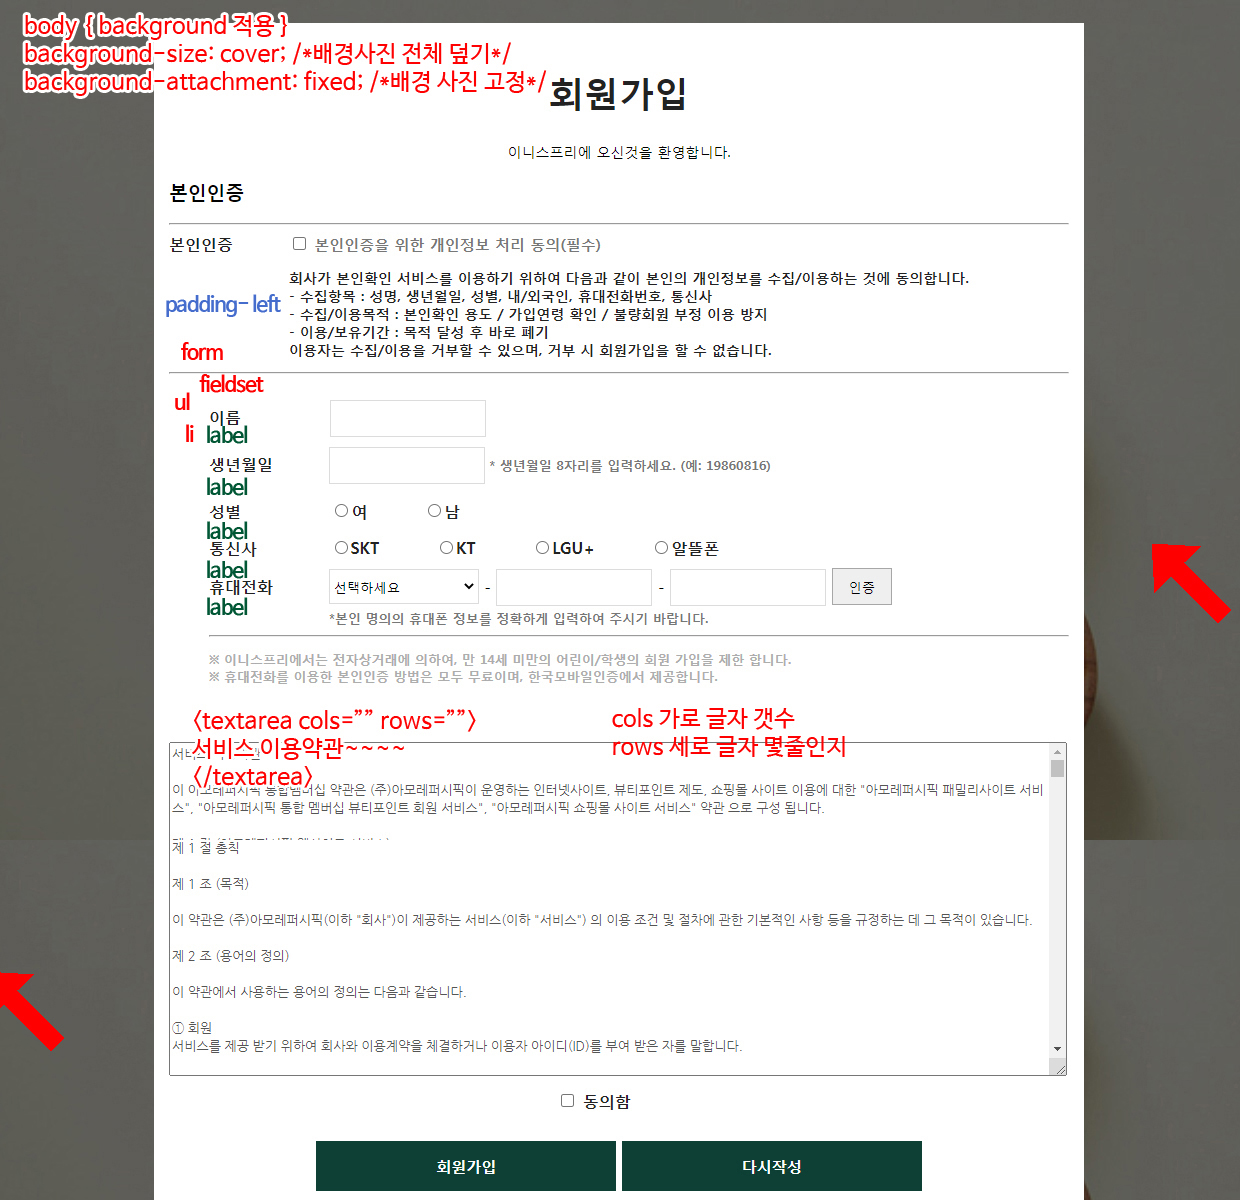 body { background 적용 }
background-size: cover; /*배경사진 전체 덮기*/
background-attachment: fixed; /*배경 사진 고정*/
회원가입
이니스프리에 오신것을 환영합니다.
본인인증
본인인증 본인인증을 위한 개인정보 처리 동의(필수)
회사가 본인확인 서비스를 이용하기 위하여 다음과 같이 본인의 개인정보를 수집/이용하는 것에 동의합니다.
- 수집항목 : 성명, 생년월일, 성별, 내/외국인, 휴대전화번호, 통신사
padding- left
- 수집/이용목적 : 본인확인 용도 / 가입연령 확인 / 불량회원 부정 이용 방지
- 이용/보유기간 : 목적 달성 후 바로 폐기
이용자는 수집/이용을 거부할 수 있으며, 거부 시 회원가입을 할 수 없습니다.
form
fieldset
ul
이름
li label
생년월일 * 생년월일 8자리를 입력하세요. (예: 19860816)
label
성별 여 남
label
통신사 SKT KT LGU+ 알뜰폰
label
휴대전화 선택하세요 - - 인증
label
*본인 명의의 휴대폰 정보를 정확하게 입력하여 주시기 바랍니다.
※ 이니스프리에서는 전자상거래에 의하여, 만 14세 미만의 어린이/학생의 회원 가입을 제한 합니다.
※ 휴대전화를 이용한 본인인증 방법은 모두 무료이며, 한국모바일인증에서 제공합니다.
<textarea cols=”” rows=””>
cols 가로 글자 갯수
서비스 이용약관~~~~
rows 세로 글자 몇줄인지
</textarea>
이 아모레퍼시픽 통합멤버십 약관은 (주)아모레퍼시픽이 운영하는 인터넷사이트, 뷰티포인트 제도, 쇼핑몰 사이트 이용에 대한 "아모레퍼시픽 패밀리사이트 서비
스", "아모레퍼시픽 통합 멤버십 뷰티포인트 회원 서비스", "아모레퍼시픽 쇼핑몰 사이트 서비스" 약관 으로 구성 됩니다.
제 1 절 총칙
제 1 조 (목적)
이 약관은 (주)아모레퍼시픽(이하 "회사")이 제공하는 서비스(이하 "서비스") 의 이용 조건 및 절차에 관한 기본적인 사항 등을 규정하는 데 그 목적이 있습니다.
제 2 조 (용어의 정의)
이 약관에서 사용하는 용어의 정의는 다음과 같습니다.
① 회원
서비스를 제공 받기 위하여 회사와 이용계약을 체결하거나 이용자 아이디(ID)를 부여 받은 자를 말합니다.
동의함
회원가입 다시작성